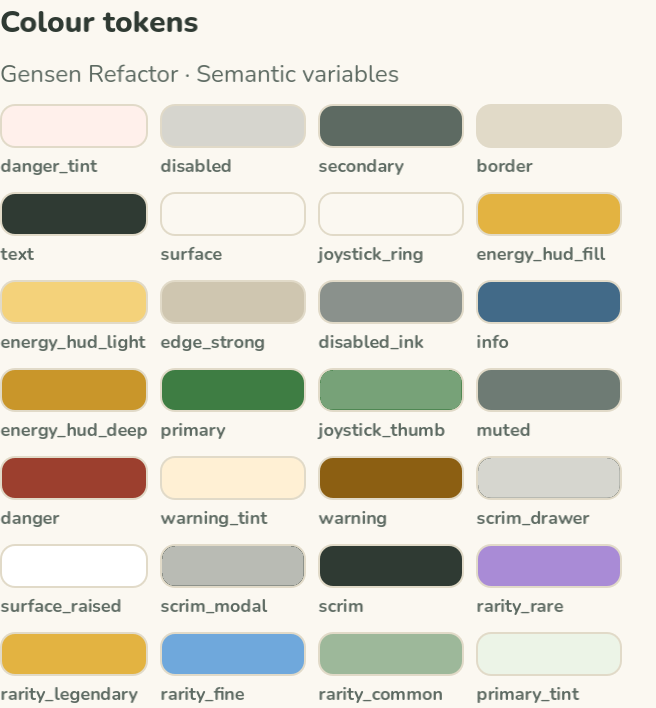 Colour tokens
Gensen Refactor · Semantic variables
danger_tint disabled secondary border
text surface joystick_ring energy_hud_fill
energy_hud_light edge_strong disabled_ink info
energy_hud_deep primary joystick_thumb muted
danger warning_tint warning scrim_drawer
surface_raised scrim_modal scrim rarity_rare
rarity_legendary rarity_fine rarity_common primary_tint